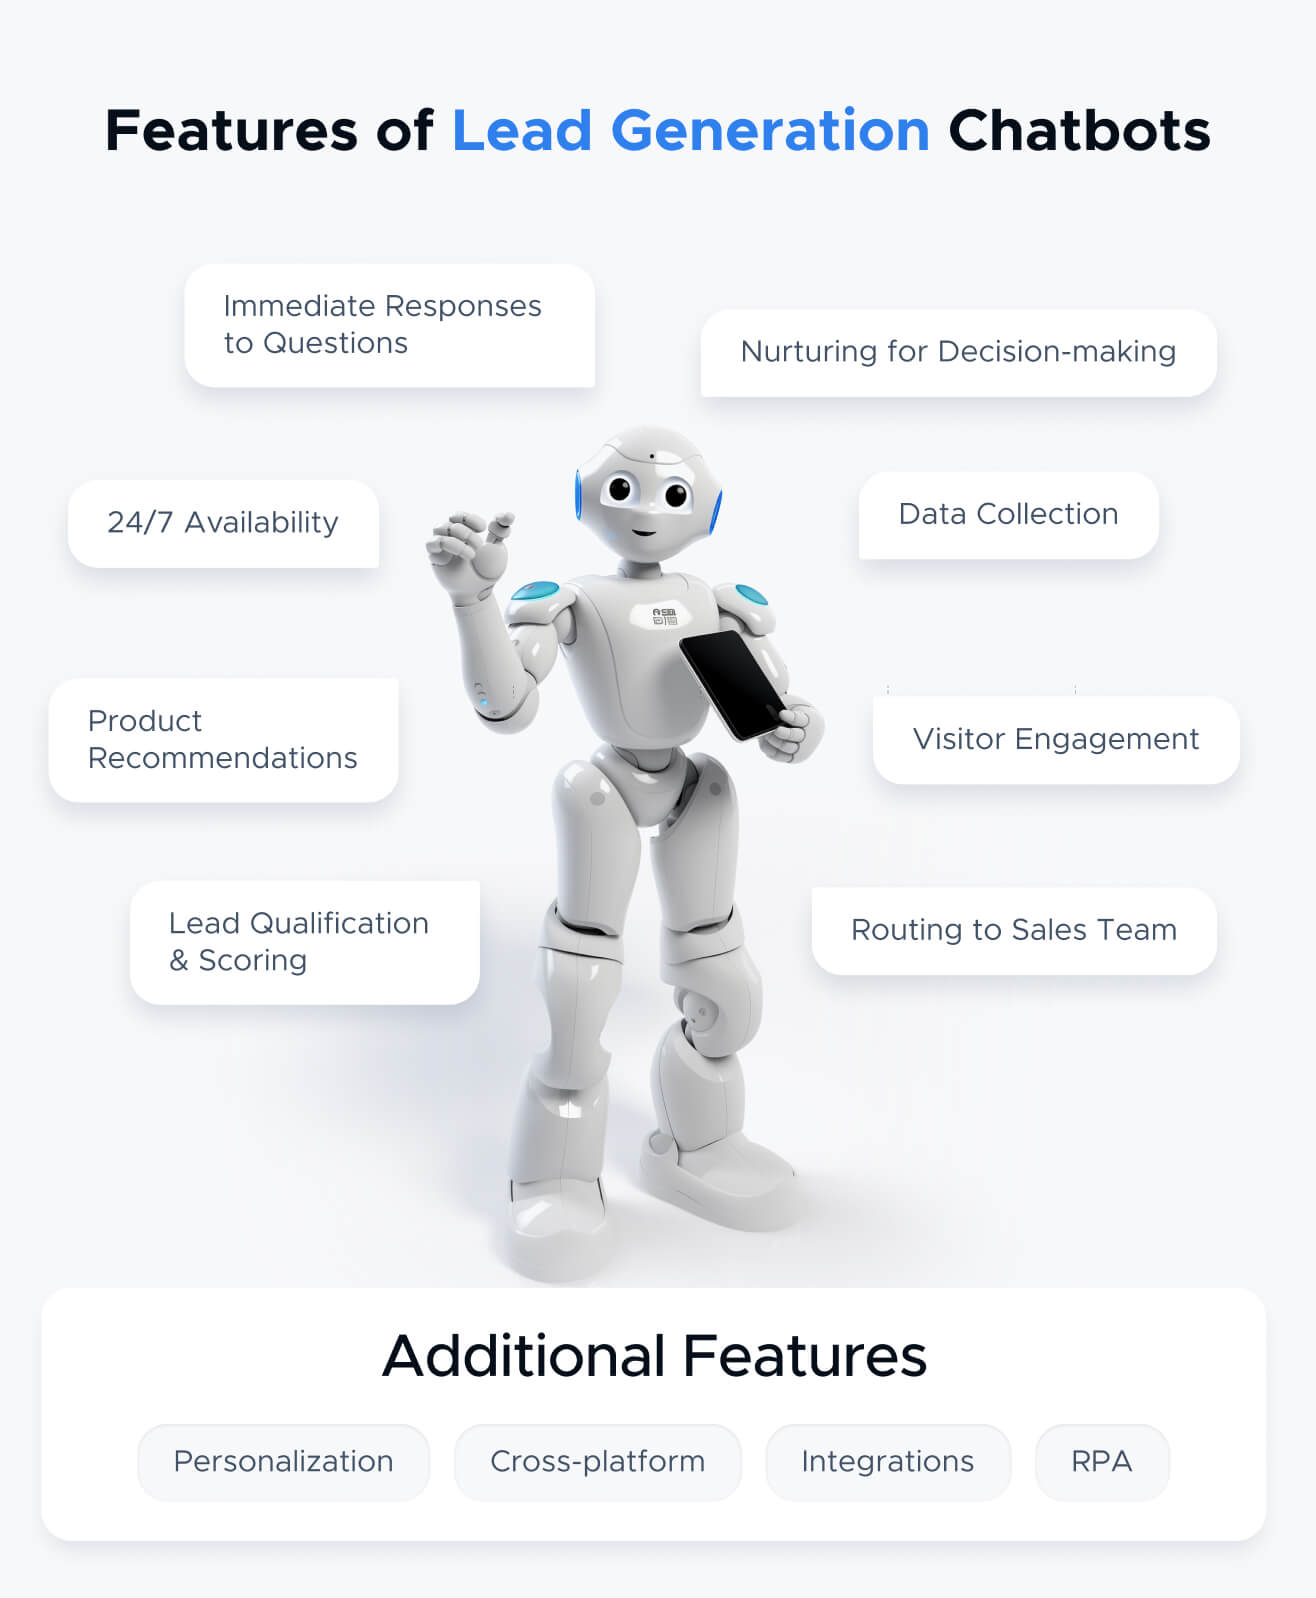 Features of Lead Generation Chatbots
Immediate Responses
to Questions
Nurturing for Decision-making
24/7 Availability
Data Collection
Product
Recommendations
Visitor Engagement
Lead Qualification
& Scoring
Routing to Sales Team
Additional Features
Personalization
Cross-platform
Integrations
RPA